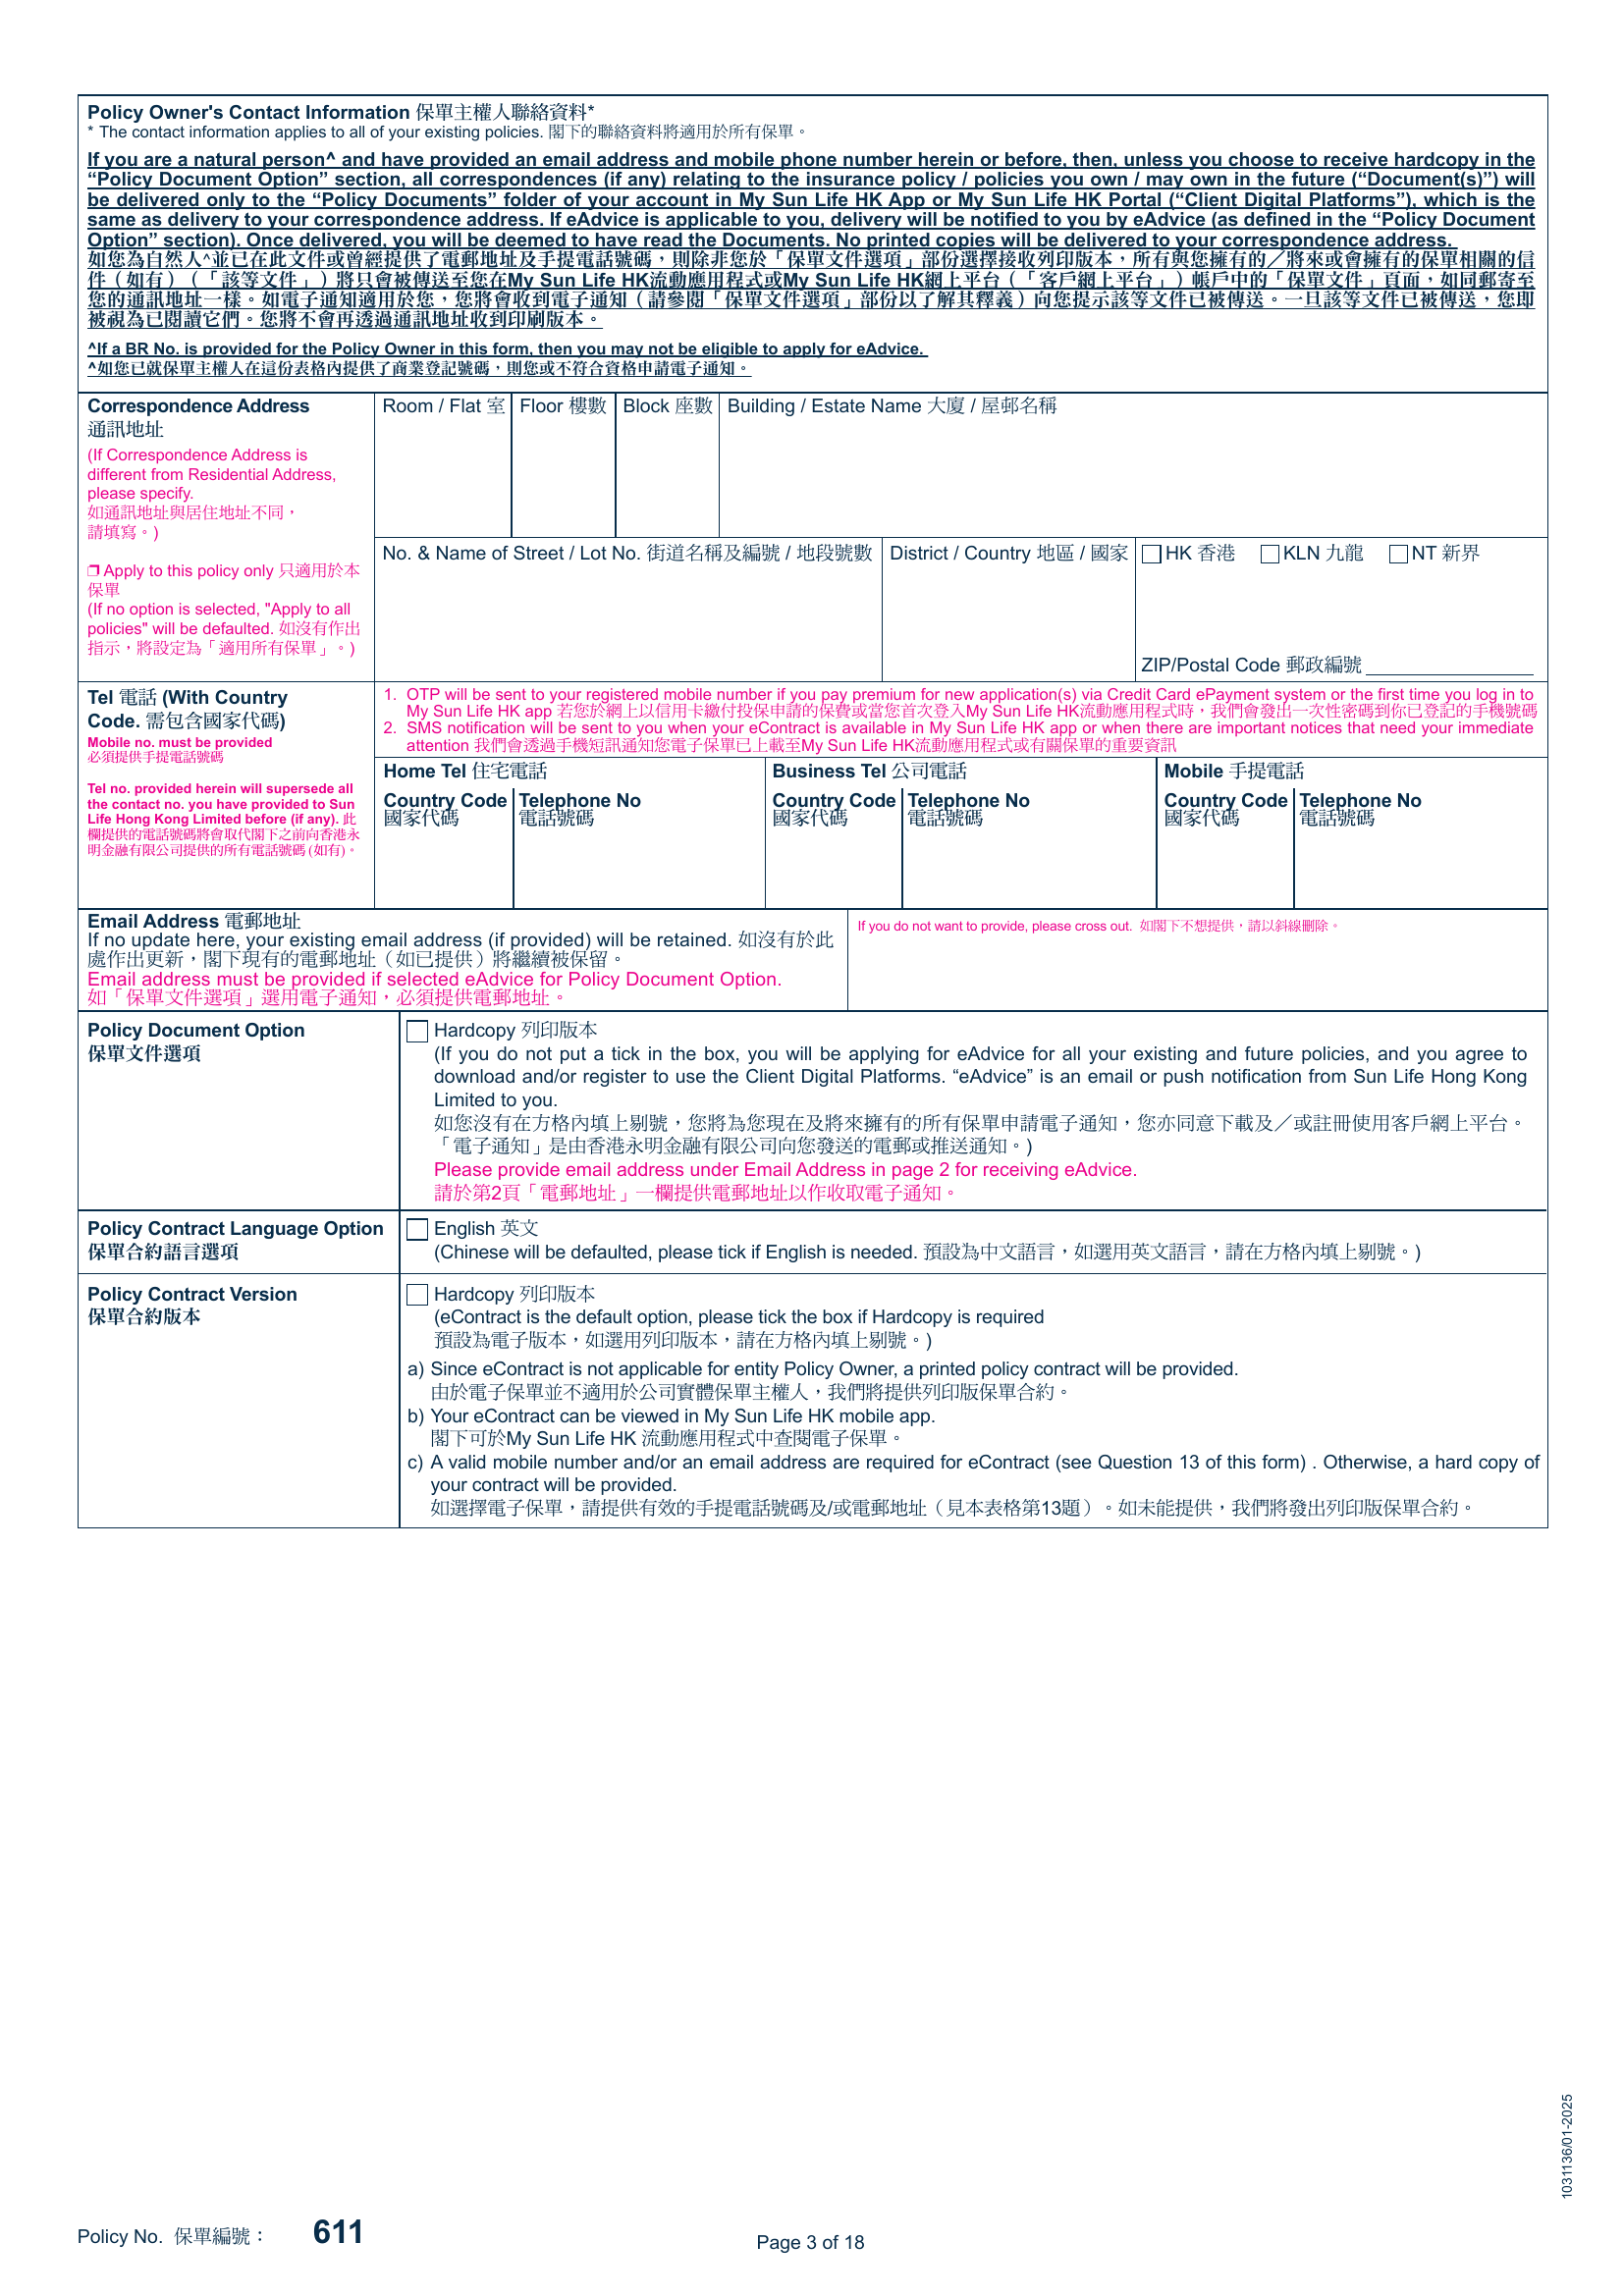 Policy Owner's Contact Information 保單主權人聯絡資料*
* The contact information applies to all of your existing policies. 閣下的聯絡資料將適用於所有保單。
If you are a natural person^ and have provided an email address and mobile phone number herein or before, then, unless you choose to receive hardcopy in the
“Policy Document Option” section, all correspondences (if any) relating to the insurance policy / policies you own / may own in the future (“Document(s)”) will
be delivered only to the “Policy Documents” folder of your account in My Sun Life HK App or My Sun Life HK Portal (“Client Digital Platforms”), which is the
same as delivery to your correspondence address. If eAdvice is applicable to you, delivery will be notified to you by eAdvice (as defined in the “Policy Document
Option” section). Once delivered, you will be deemed to have read the Documents. No printed copies will be delivered to your correspondence address.
如您為自然人^並已在此文件或曾經提供了電郵地址及手提電話號碼，則除非您於「保單文件選項」部份選擇接收列印版本，所有與您擁有的／將來或會擁有的保單相關的信
件（如有）（「該等文件」）將只會被傳送至您在My Sun Life HK流動應用程式或My Sun Life HK網上平台（「客戶網上平台」）帳戶中的「保單文件」頁面，如同郵寄至
您的通訊地址一樣。如電子通知適用於您，您將會收到電子通知（請參閱「保單文件選項」部份以了解其釋義）向您提示該等文件已被傳送。一旦該等文件已被傳送，您即
被視為已閱讀它們。您將不會再透過通訊地址收到印刷版本。
^If a BR No. is provided for the Policy Owner in this form, then you may not be eligible to apply for eAdvice.
^如您已就保單主權人在這份表格內提供了商業登記號碼，則您或不符合資格申請電子通知。
Correspondence Address
通訊地址
(If Correspondence Address is
different from Residential Address,
please specify.
如通訊地址與居住地址不同，
請填寫。)
❐ Apply to this policy only 只適用於本
保單
(If no option is selected, "Apply to all
policies" will be defaulted. 如沒有作出
指示，將設定為「適用所有保單」。)
Room / Flat 室
Floor 樓數
Block 座數
Building / Estate Name 大廈 / 屋邨名稱
No. & Name of Street / Lot No. 街道名稱及編號 / 地段號數
District / Country 地區 / 國家
HK 香港 KLN 九龍 NT 新界
ZIP/Postal Code 郵政編號
Tel 電話 (With Country
Code. 需包含國家代碼)
Mobile no. must be provided
必須提供手提電話號碼
Tel no. provided herein will supersede all
the contact no. you have provided to Sun
Life Hong Kong Limited before (if any). 此
欄提供的電話號碼將會取代閣下之前向香港永
明金融有限公司提供的所有電話號碼 (如有)。
1. OTP will be sent to your registered mobile number if you pay premium for new application(s) via Credit Card ePayment system or the first time you log in to
My Sun Life HK app 若您於網上以信用卡繳付投保申請的保費或當您首次登入My Sun Life HK流動應用程式時，我們會發出一次性密碼到你已登記的手機號碼
2. SMS notification will be sent to you when your eContract is available in My Sun Life HK app or when there are important notices that need your immediate
attention 我們會透過手機短訊通知您電子保單已上載至My Sun Life HK流動應用程式或有關保單的重要資訊
Home Tel 住宅電話
Country Code Telephone No
國家代碼 電話號碼
Business Tel 公司電話
Country Code Telephone No
國家代碼 電話號碼
Mobile 手提電話
Country Code Telephone No
國家代碼 電話號碼
Email Address 電郵地址
If no update here, your existing email address (if provided) will be retained. 如沒有於此
處作出更新，閣下現有的電郵地址（如已提供）將繼續被保留。
Email address must be provided if selected eAdvice for Policy Document Option.
如「保單文件選項」選用電子通知，必須提供電郵地址。
If you do not want to provide, please cross out. 如閣下不想提供，請以斜線刪除。
Policy Document Option
保單文件選項
Hardcopy 列印版本
(If you do not put a tick in the box, you will be applying for eAdvice for all your existing and future policies, and you agree to
download and/or register to use the Client Digital Platforms. “eAdvice” is an email or push notification from Sun Life Hong Kong
Limited to you.
如您沒有在方格內填上剔號，您將為您現在及將來擁有的所有保單申請電子通知，您亦同意下載及／或註冊使用客戶網上平台。
「電子通知」是由香港永明金融有限公司向您發送的電郵或推送通知。)
Please provide email address under Email Address in page 2 for receiving eAdvice.
請於第2頁「電郵地址」一欄提供電郵地址以作收取電子通知。
Policy Contract Language Option
保單合約語言選項
English 英文
(Chinese will be defaulted, please tick if English is needed. 預設為中文語言，如選用英文語言，請在方格內填上剔號。)
Policy Contract Version
保單合約版本
Hardcopy 列印版本
(eContract is the default option, please tick the box if Hardcopy is required
預設為電子版本，如選用列印版本，請在方格內填上剔號。)
a) Since eContract is not applicable for entity Policy Owner, a printed policy contract will be provided.
由於電子保單並不適用於公司實體保單主權人，我們將提供列印版保單合約。
b) Your eContract can be viewed in My Sun Life HK mobile app.
閣下可於My Sun Life HK 流動應用程式中查閱電子保單。
c) A valid mobile number and/or an email address are required for eContract (see Question 13 of this form) . Otherwise, a hard copy of
your contract will be provided.
如選擇電子保單，請提供有效的手提電話號碼及/或電郵地址（見本表格第13題）。如未能提供，我們將發出列印版保單合約。
1031136/01-2025
Policy No. 保單編號： 611
Page 3 of 18